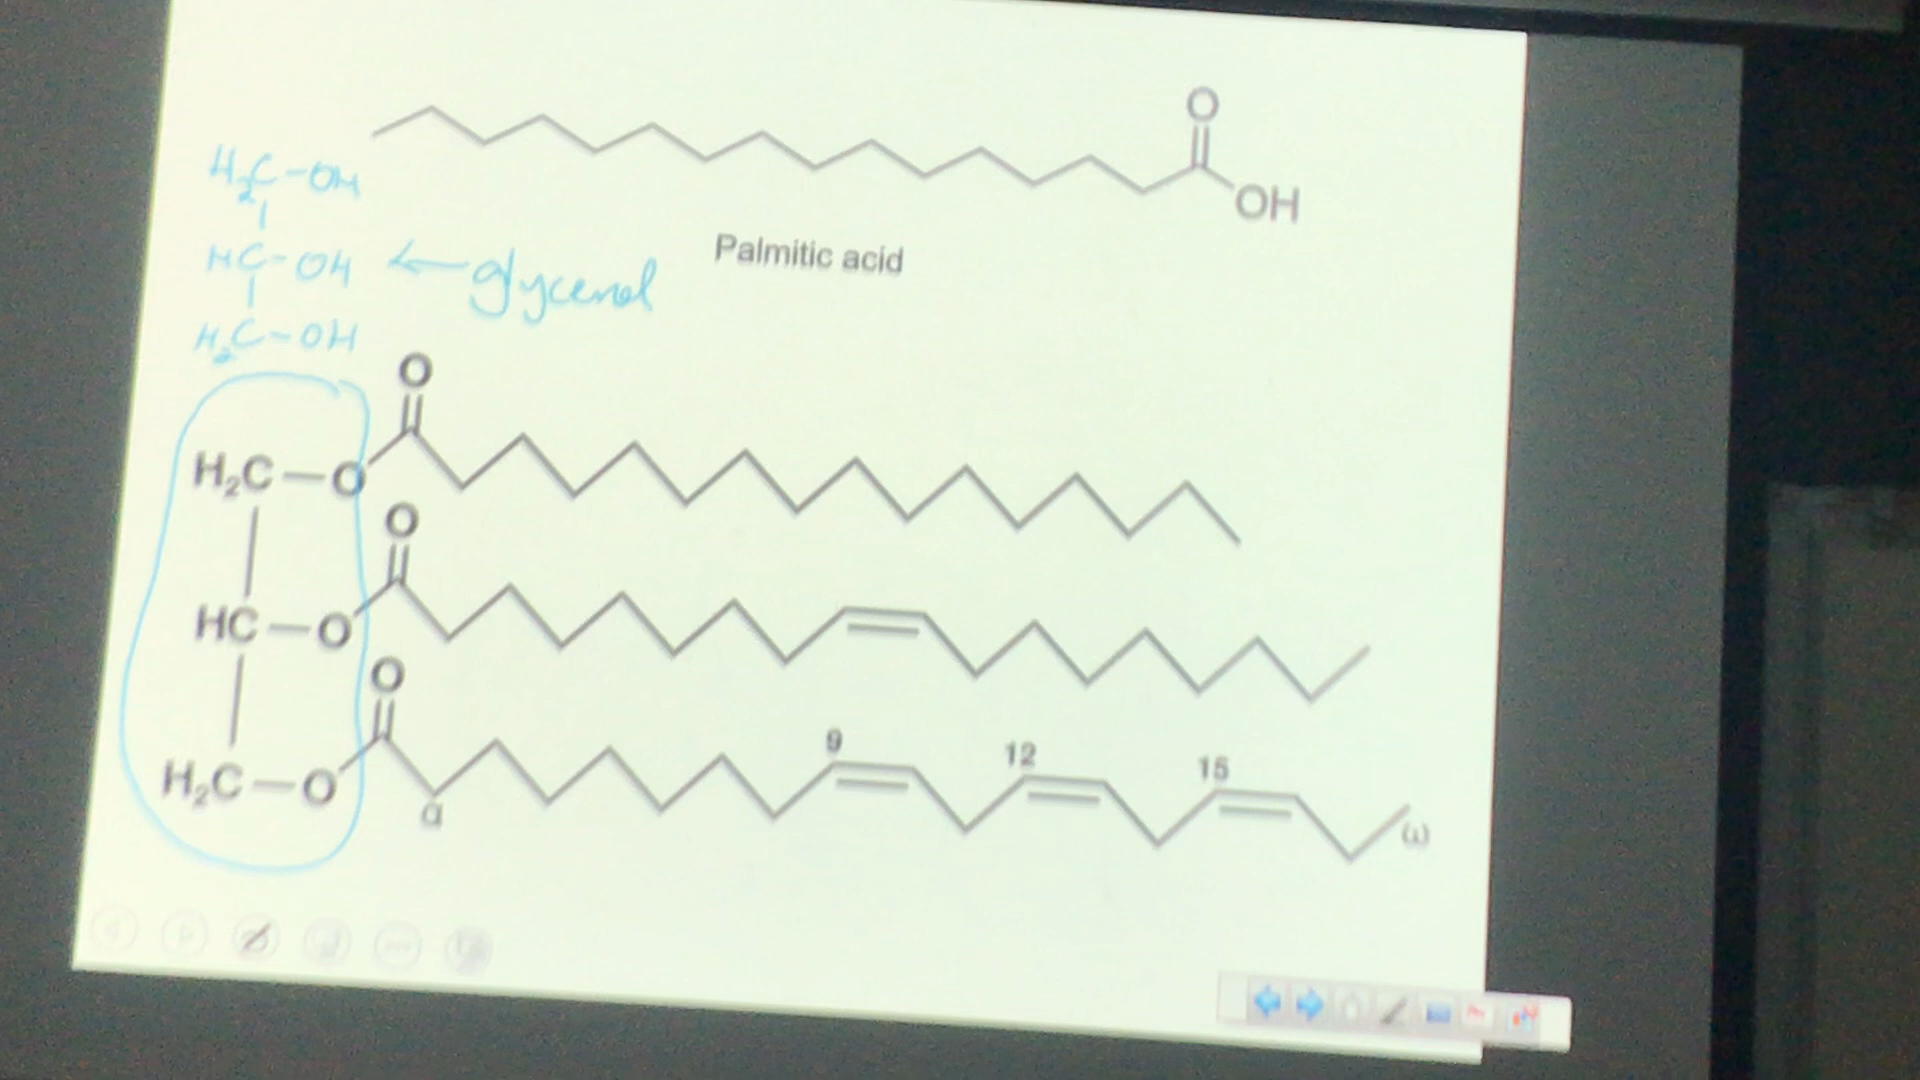 O
OH
Palmitic acid
H₂C-OH
HC-OH ← glycerol
H₂C-OH
O
H₂C—O
O
HC—O
O
H₂C—O
α
9
12
15
ω